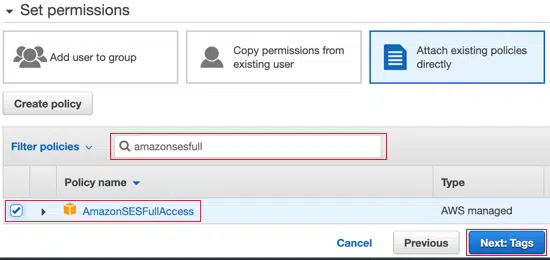 Set permissions
Add user to group
Copy permissions from
existing user
Attach existing policies
directly
Create policy
Filter policies
amazonsesfull
Policy name
Type
AmazonSESFullAccess
AWS managed
Cancel
Previous
Next: Tags